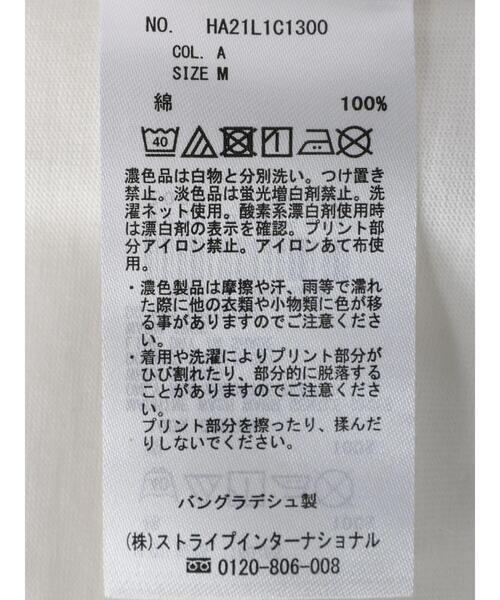 NO. HA21L1C1300
COL. A
SIZE M
綿 100%
40
濃色品は白物と分別洗い。つけ置き
禁止。淡色品は蛍光増白剤禁止。洗
濯ネット使用。酸素系漂白剤使用時
は漂白剤の表示を確認。プリント部
分アイロン禁止。アイロンあて布使
用。
・濃色製品は摩擦や汗、雨等で濡れ
た際に他の衣類や小物類に色が移
る事がありますのでご注意くださ
い。
・着用や洗濯によりプリント部分が
ひび割れたり、部分的に脱落する
ことがありますのでご注意くださ
い。
プリント部分を擦ったり、揉んだ
りしないでください。
バングラデシュ製
(株)ストライプインターナショナル
0120-806-008